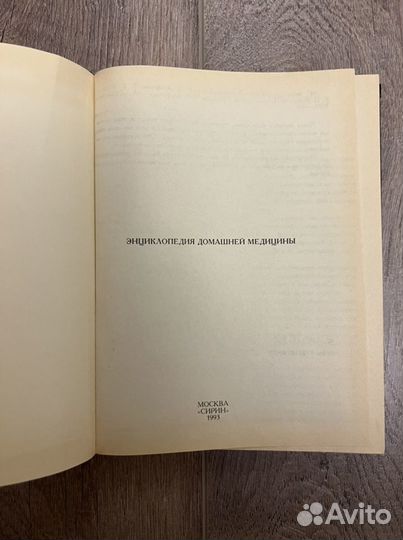 ЭНЦИКЛОПЕДИЯ ДОМАШНЕЙ МЕДИЦИНЫ
МОСКВА
«СИРИН»
1993
Avito